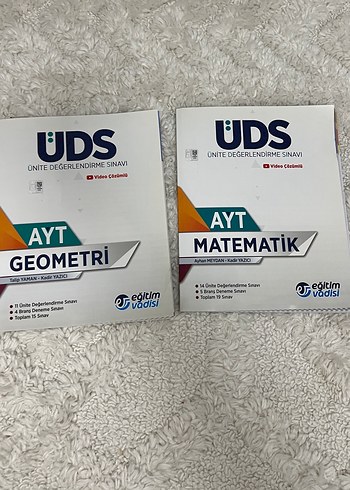 ÜDS
ÜNİTE DEĞERLENDİRME SINAVI
Video Çözümlü
AYT
GEOMETRİ
Tülin YAMAN - Kadir YAZICI
11 Ünite Değerlendirme Sınavı
4 Branş Deneme Sınavı
Toplam 15 Sınav
eğitim
vadisi
ÜDS
ÜNİTE DEĞERLENDİRME SINAVI
Video Çözümlü
AYT
MATEMATİK
Ayhan MEYDAN - Kadir YAZICI
14 Ünite Değerlendirme Sınavı
5 Branş Deneme Sınavı
Toplam 19 Sınav
eğitim
vadisi